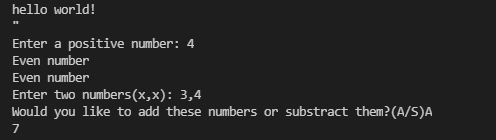 hello world!
"
Enter a positive number: 4
Even number
Even number
Enter two numbers(x,x): 3,4
Would you like to add these numbers or substract them?(A/S)A
7